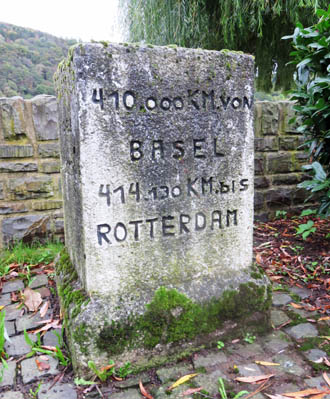 410.000 KM. VON
BASEL
414.130 KM. BIS
ROTTERDAM